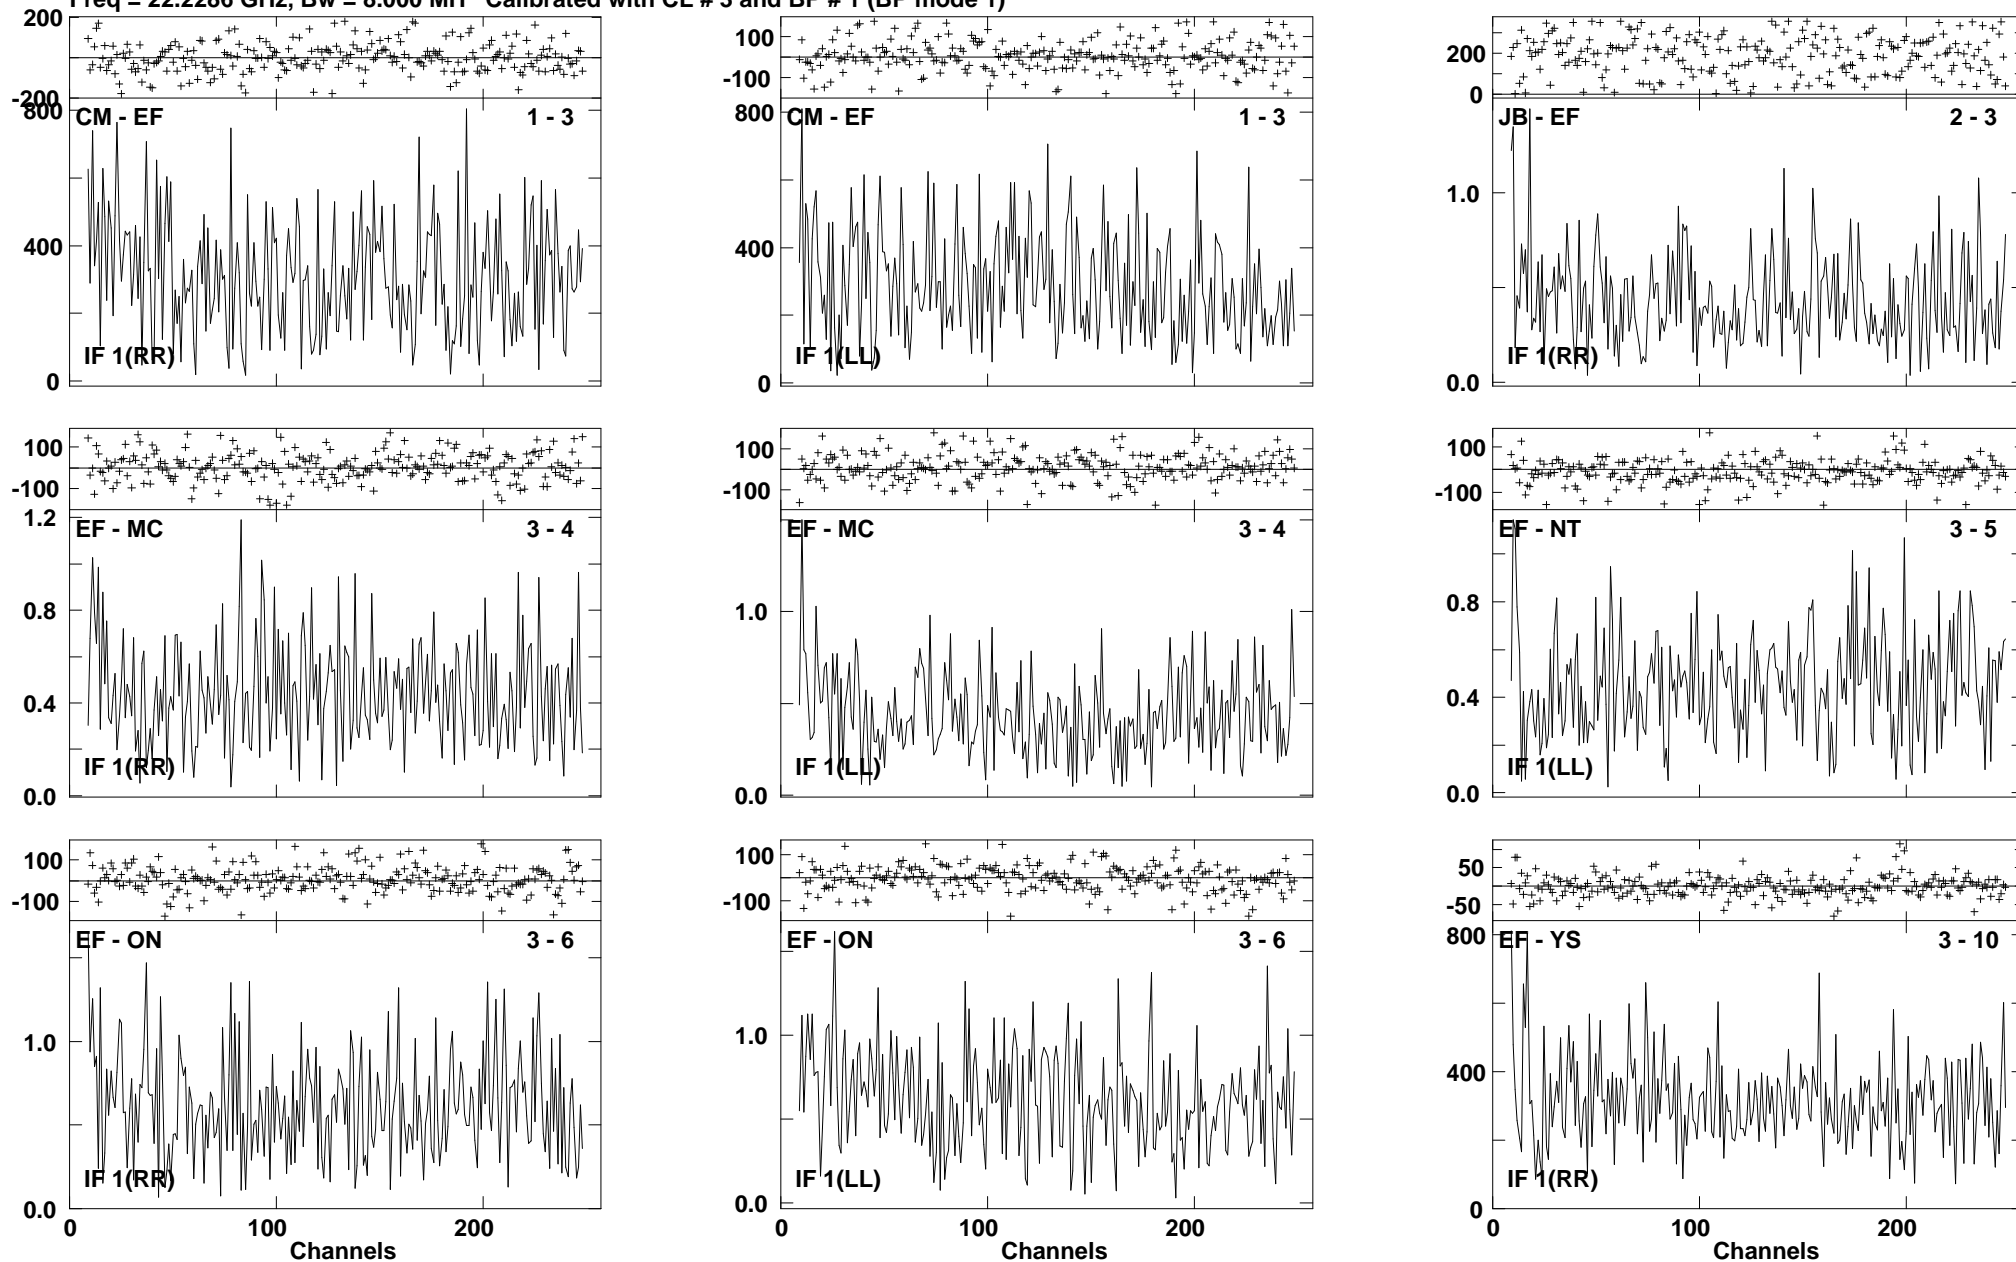 Freq = 22.2286 GHz, Bw = 8.000 MH Calibrated with CL # 3 and BP # 1 (BP mode 1)
200
-200
100
-100
200
0
800
400
0
CM - EF
1 - 3
IF 1(RR)
800
400
0
CM - EF
1 - 3
IF 1(LL)
1.0
0.0
JB - EF
2 - 3
IF 1(RR)
100
-100
100
-100
100
-100
1.2
0.8
0.4
0.0
EF - MC
3 - 4
IF 1(RR)
1.0
0.0
EF - MC
3 - 4
IF 1(LL)
0.8
0.4
0.0
EF - NT
3 - 5
IF 1(LL)
100
-100
100
-100
50
-50
1.0
0.0
EF - ON
3 - 6
IF 1(RR)
1.0
0.0
EF - ON
3 - 6
IF 1(LL)
800
400
0
EF - YS
3 - 10
IF 1(RR)
0 100 200
0 100 200
0 100 200
Channels
Channels
Channels